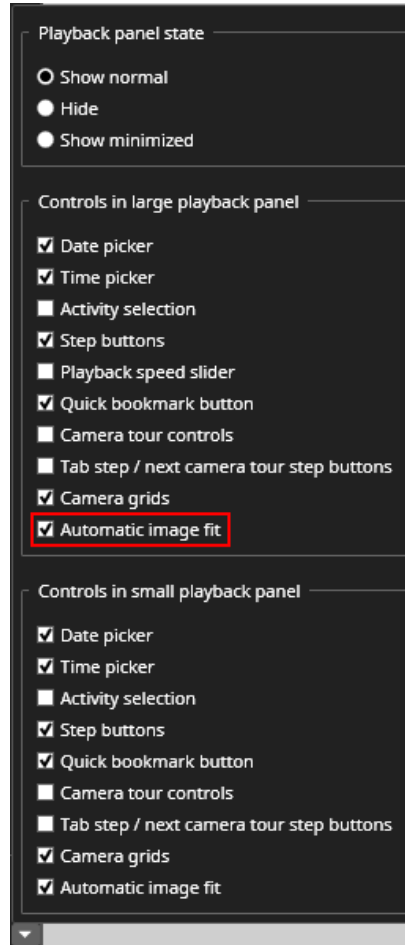 Playback panel state
Show normal
Hide
Show minimized
Controls in large playback panel
Date picker
Time picker
Activity selection
Step buttons
Playback speed slider
Quick bookmark button
Camera tour controls
Tab step / next camera tour step buttons
Camera grids
Automatic image fit
Controls in small playback panel
Date picker
Time picker
Activity selection
Step buttons
Quick bookmark button
Camera tour controls
Tab step / next camera tour step buttons
Camera grids
Automatic image fit